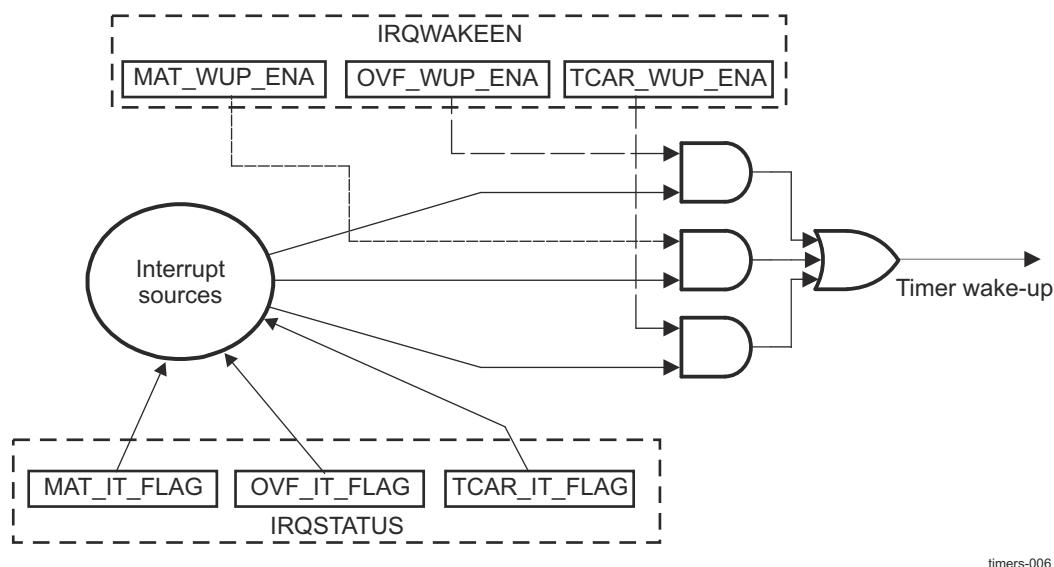 IRQWAKEEN
MAT_WUP_ENA OVF_WUP_ENA TCAR_WUP_ENA
Interrupt
sources
Timer wake-up
MAT_IT_FLAG OVF_IT_FLAG TCAR_IT_FLAG
IRQSTATUS
timers-006